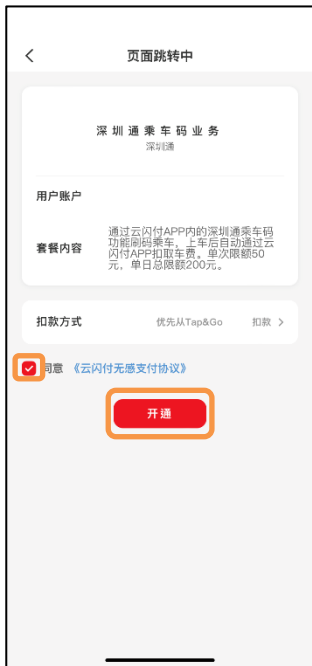 页面跳转中
深圳通乘车码业务
深圳通
用户账户
套餐内容
通过云闪付APP内的深圳通乘车码
功能刷码乘车，上车后自动通过云
闪付APP扣取车费。单次限额50
元，单日总限额200元。
扣款方式 优先从Tap&Go 扣款
同意 《云闪付无感支付协议》
开通